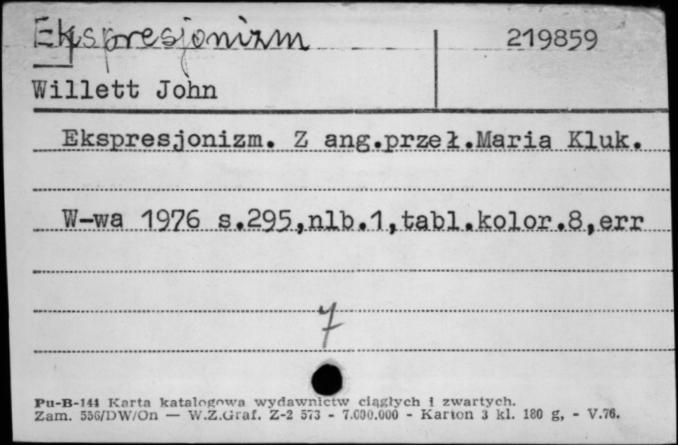 Ekspresjonizm 219859
Willett John
Ekspresjonizm. Z ang.przeł.Maria Kluk.
W-wa 1976 s.295,nlb.1,tabl.kolor.8,err
7
Pu-B-144 Karta katalogowa wydawnictw ciągłych i zwartych.
Zam. 556/DW/On — W.Z.Graf. Z-2 573 - 7.000.000 - Karton 3 kl. 180 g, - V.76.